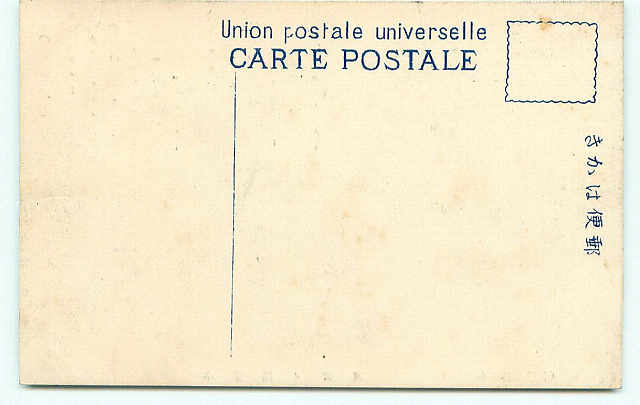 Union postale universelle
CARTE POSTALE
郵便はかき